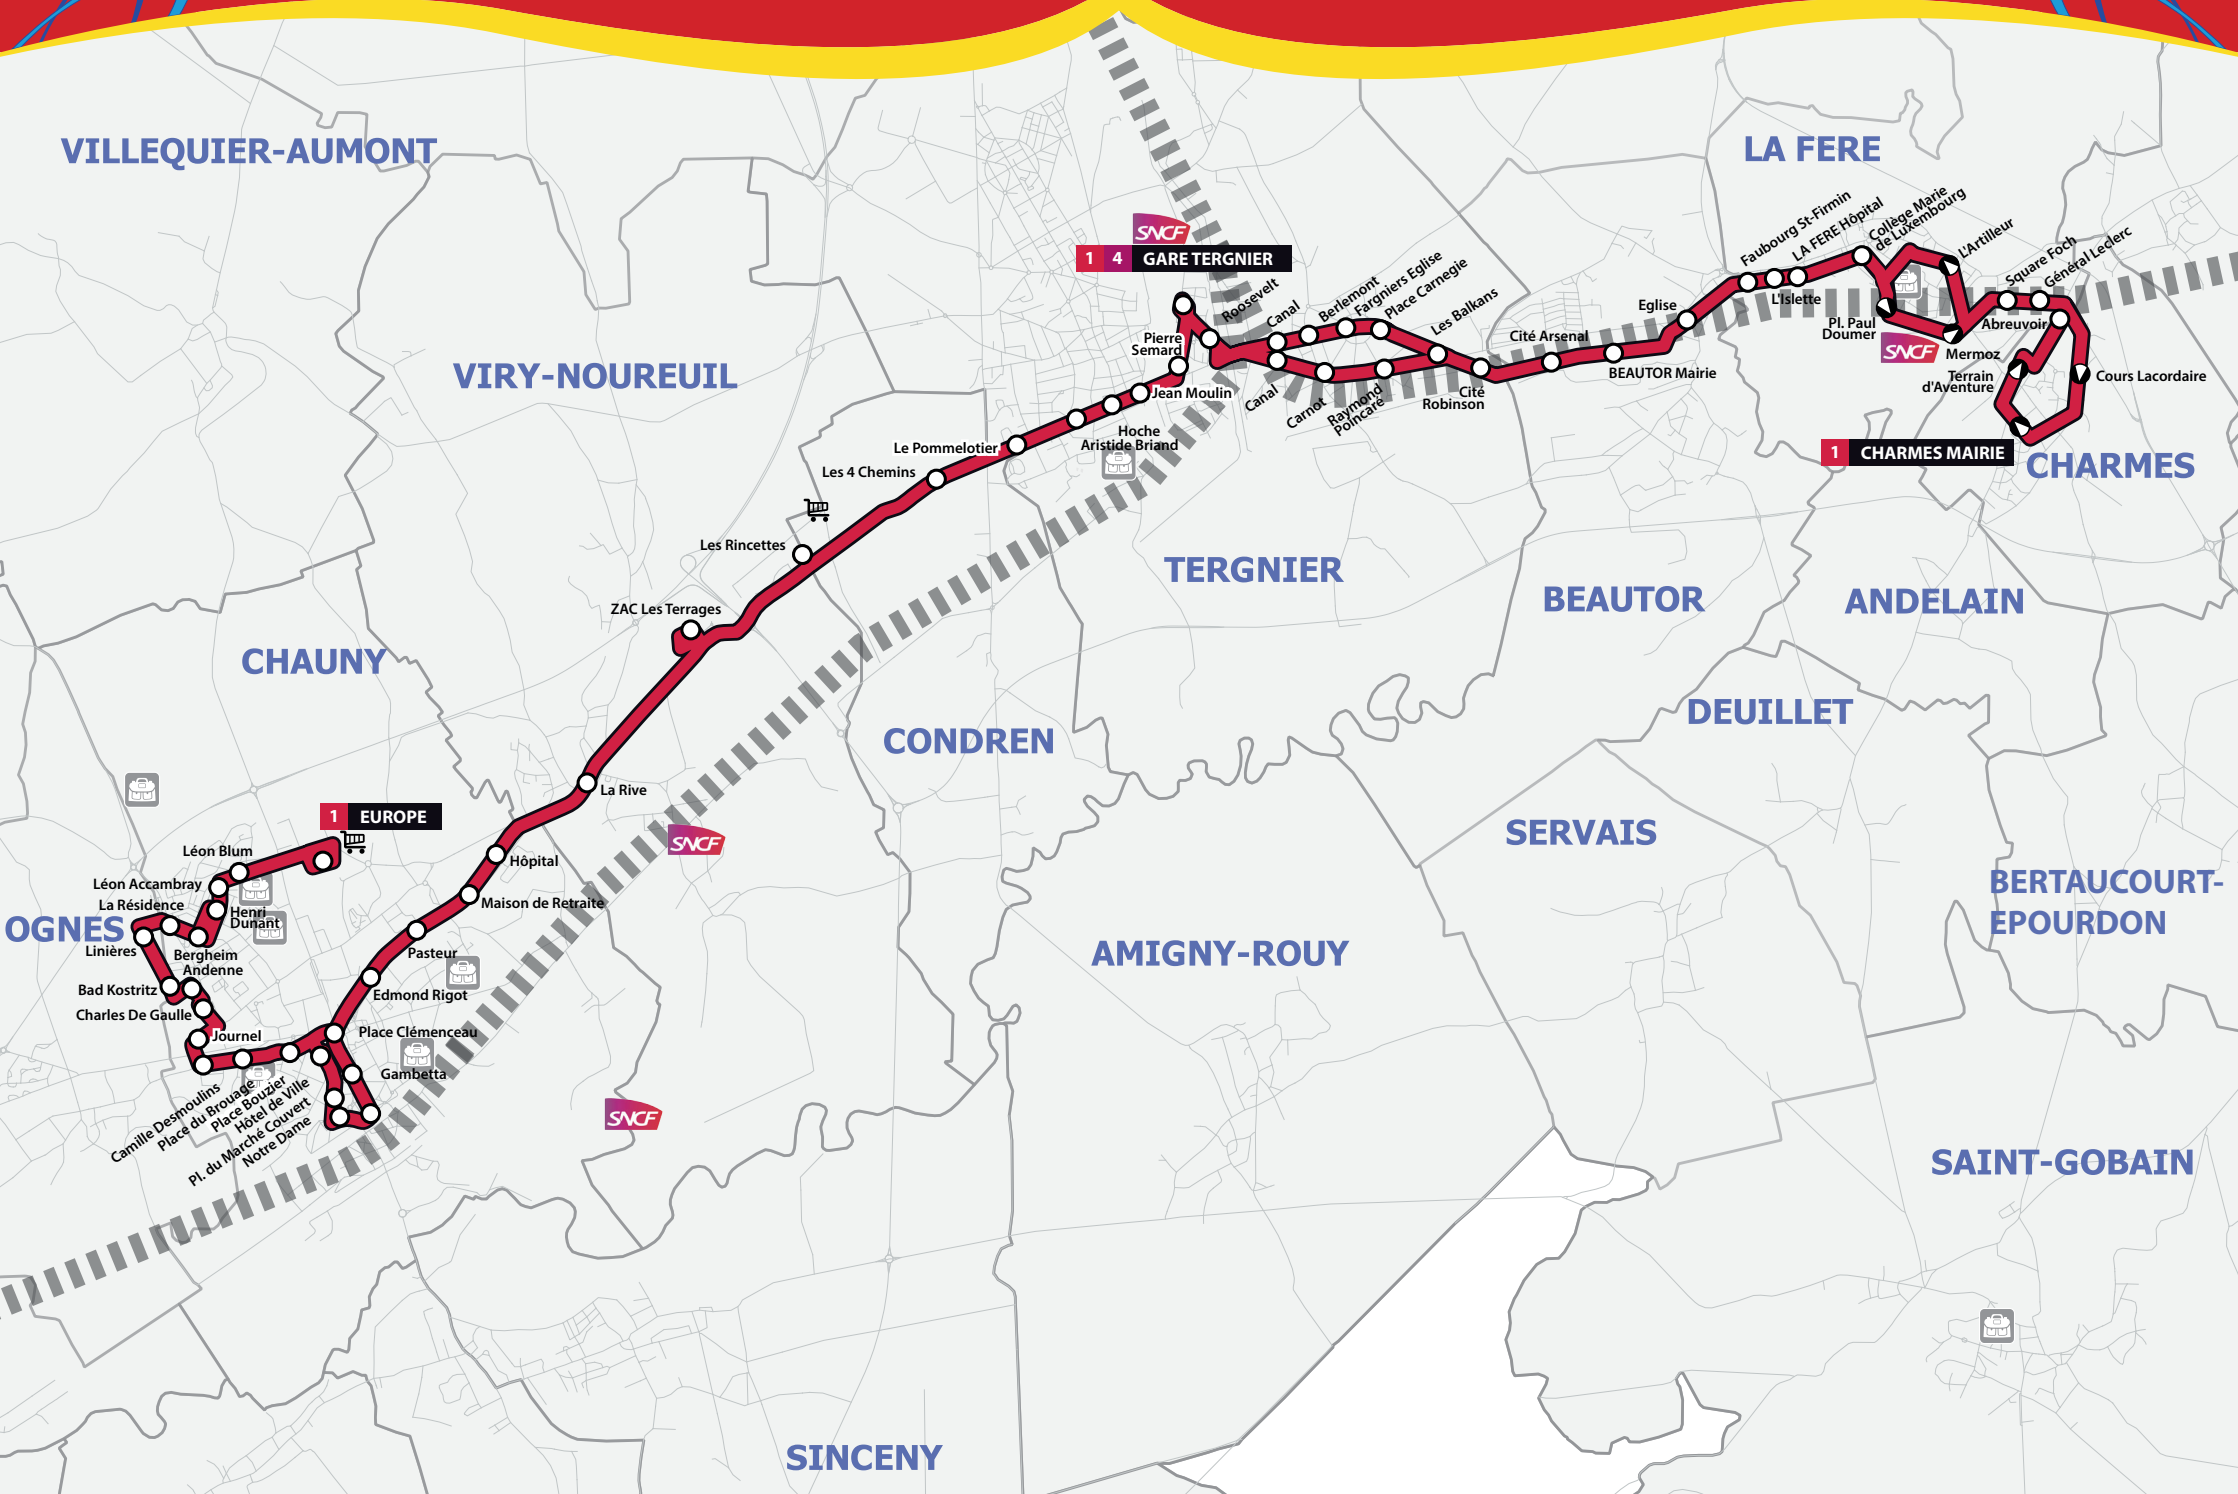 VILLEQUIER-AUMONT
LA FERE
SNCF
1 4 GARE TERGNIER
Faubourg St-Firmin
LA FERE Hôpital
Collège Marie
de Luxembourg
L'Artilleur
Square Foch
Général Leclerc
L'Islette
Pl. Paul
Doumer
SNCF
Mermoz
Abreuvoir
Terrain
d'Aventure
Cours Lacordaire
1 CHARMES MAIRIE
CHARMES
Roosevelt
Canal
Berlemont
Fargniers Eglise
Place Carnegie
Les Balkans
Cité Arsenal
Eglise
BEAUTOR Mairie
Pierre
Semard
Jean Moulin
Canal
Carnot
Raymond
Poincaré
Cité
Robinson
Hoche
Aristide Briand
VIRY-NOUREUIL
Le Pommelotier
Les 4 Chemins
Les Rincettes
ZAC Les Terrages
TERGNIER
BEAUTOR
ANDELAIN
CHAUNY
CONDREN
DEUILLET
La Rive
SERVAIS
SNCF
1 EUROPE
Léon Blum
Hôpital
Léon Accambray
La Résidence
Henri
Dunant
Maison de Retraite
BERTAUCOURT-
EPOURDON
OGNES
Linières
Bergheim
Andenne
Pasteur
AMIGNY-ROUY
Bad Kostritz
Edmond Rigot
Charles De Gaulle
Journel
Place Clémenceau
Gambetta
Camille Desmoulins
Place du Brouage
Place Bouzier
Hôtel de Ville
Pl. du Marché Couvert
Notre Dame
SNCF
SAINT-GOBAIN
SINCENY